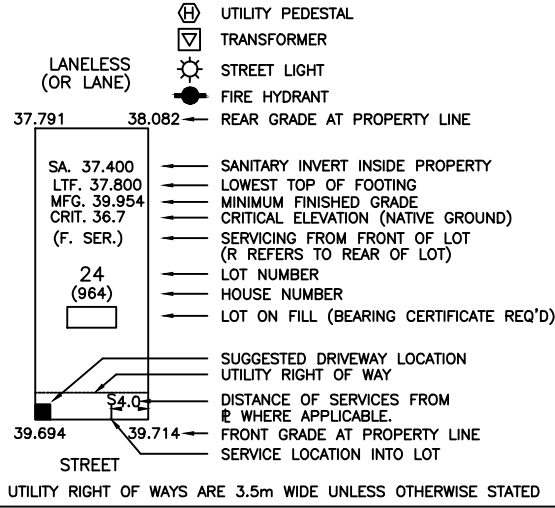 H UTILITY PEDESTAL
TRANSFORMER
LANELESS
(OR LANE)
STREET LIGHT
FIRE HYDRANT
37.791 38.082 REAR GRADE AT PROPERTY LINE
SA. 37.400 SANITARY INVERT INSIDE PROPERTY
LTF. 37.800 LOWEST TOP OF FOOTING
MFG. 39.954 MINIMUM FINISHED GRADE
CRIT. 36.7 CRITICAL ELEVATION (NATIVE GROUND)
(F. SER.) SERVICING FROM FRONT OF LOT
(R REFERS TO REAR OF LOT)
24 LOT NUMBER
(964) HOUSE NUMBER
LOT ON FILL (BEARING CERTIFICATE REQ'D)
SUGGESTED DRIVEWAY LOCATION
UTILITY RIGHT OF WAY
S4.0 DISTANCE OF SERVICES FROM
℄ WHERE APPLICABLE.
39.694 39.714 FRONT GRADE AT PROPERTY LINE
SERVICE LOCATION INTO LOT
STREET
UTILITY RIGHT OF WAYS ARE 3.5m WIDE UNLESS OTHERWISE STATED